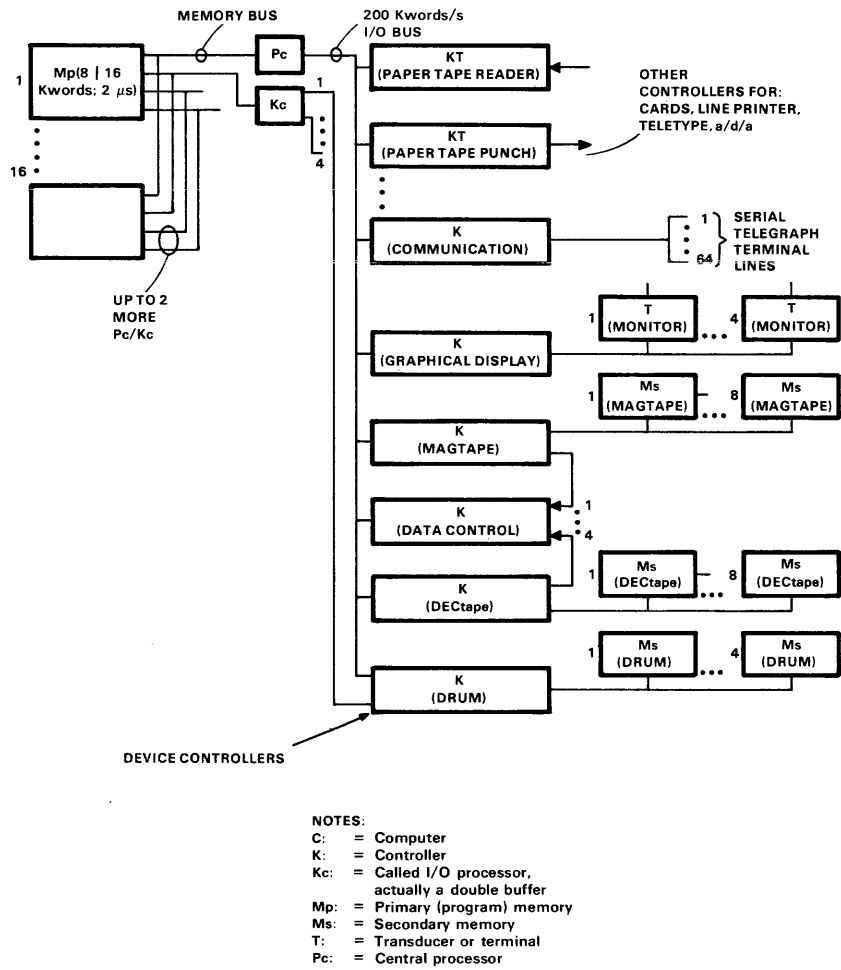 MEMORY BUS
200 Kwords/s
I/O BUS
1
Mp(8 | 16
Kwords; 2 μs)
Pc
Kc
1
4
16
UP TO 2
MORE
Pc/Kc
KT
(PAPER TAPE READER)
KT
(PAPER TAPE PUNCH)
OTHER
CONTROLLERS FOR:
CARDS, LINE PRINTER,
TELETYPE, a/d/a
K
(COMMUNICATION)
1
64
SERIAL
TELEGRAPH
TERMINAL
LINES
K
(GRAPHICAL DISPLAY)
1
T
(MONITOR)
4
T
(MONITOR)
K
(MAGTAPE)
1
Ms
(MAGTAPE)
8
Ms
(MAGTAPE)
K
(DATA CONTROL)
1
4
K
(DECtape)
1
Ms
(DECtape)
8
Ms
(DECtape)
K
(DRUM)
1
Ms
(DRUM)
4
Ms
(DRUM)
DEVICE CONTROLLERS
NOTES:
C: = Computer
K: = Controller
Kc: = Called I/O processor,
actually a double buffer
Mp: = Primary (program) memory
Ms: = Secondary memory
T: = Transducer or terminal
Pc: = Central processor